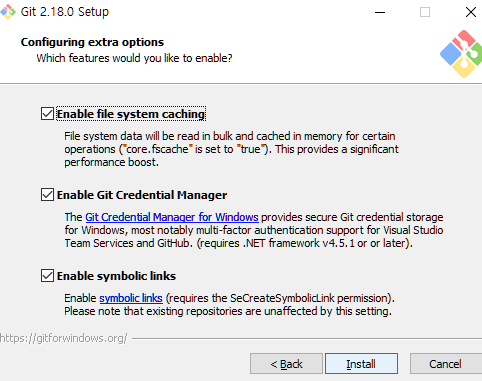 Git 2.18.0 Setup
Configuring extra options
Which features would you like to enable?
Enable file system caching
File system data will be read in bulk and cached in memory for certain
operations ("core.fscache" is set to "true"). This provides a significant
performance boost.
Enable Git Credential Manager
The Git Credential Manager for Windows provides secure Git credential storage
for Windows, most notably multi-factor authentication support for Visual Studio
Team Services and GitHub. (requires .NET framework v4.5.1 or or later).
Enable symbolic links
Enable symbolic links (requires the SeCreateSymbolicLink permission).
Please note that existing repositories are unaffected by this setting.
https://gitforwindows.org/
< Back Install Cancel